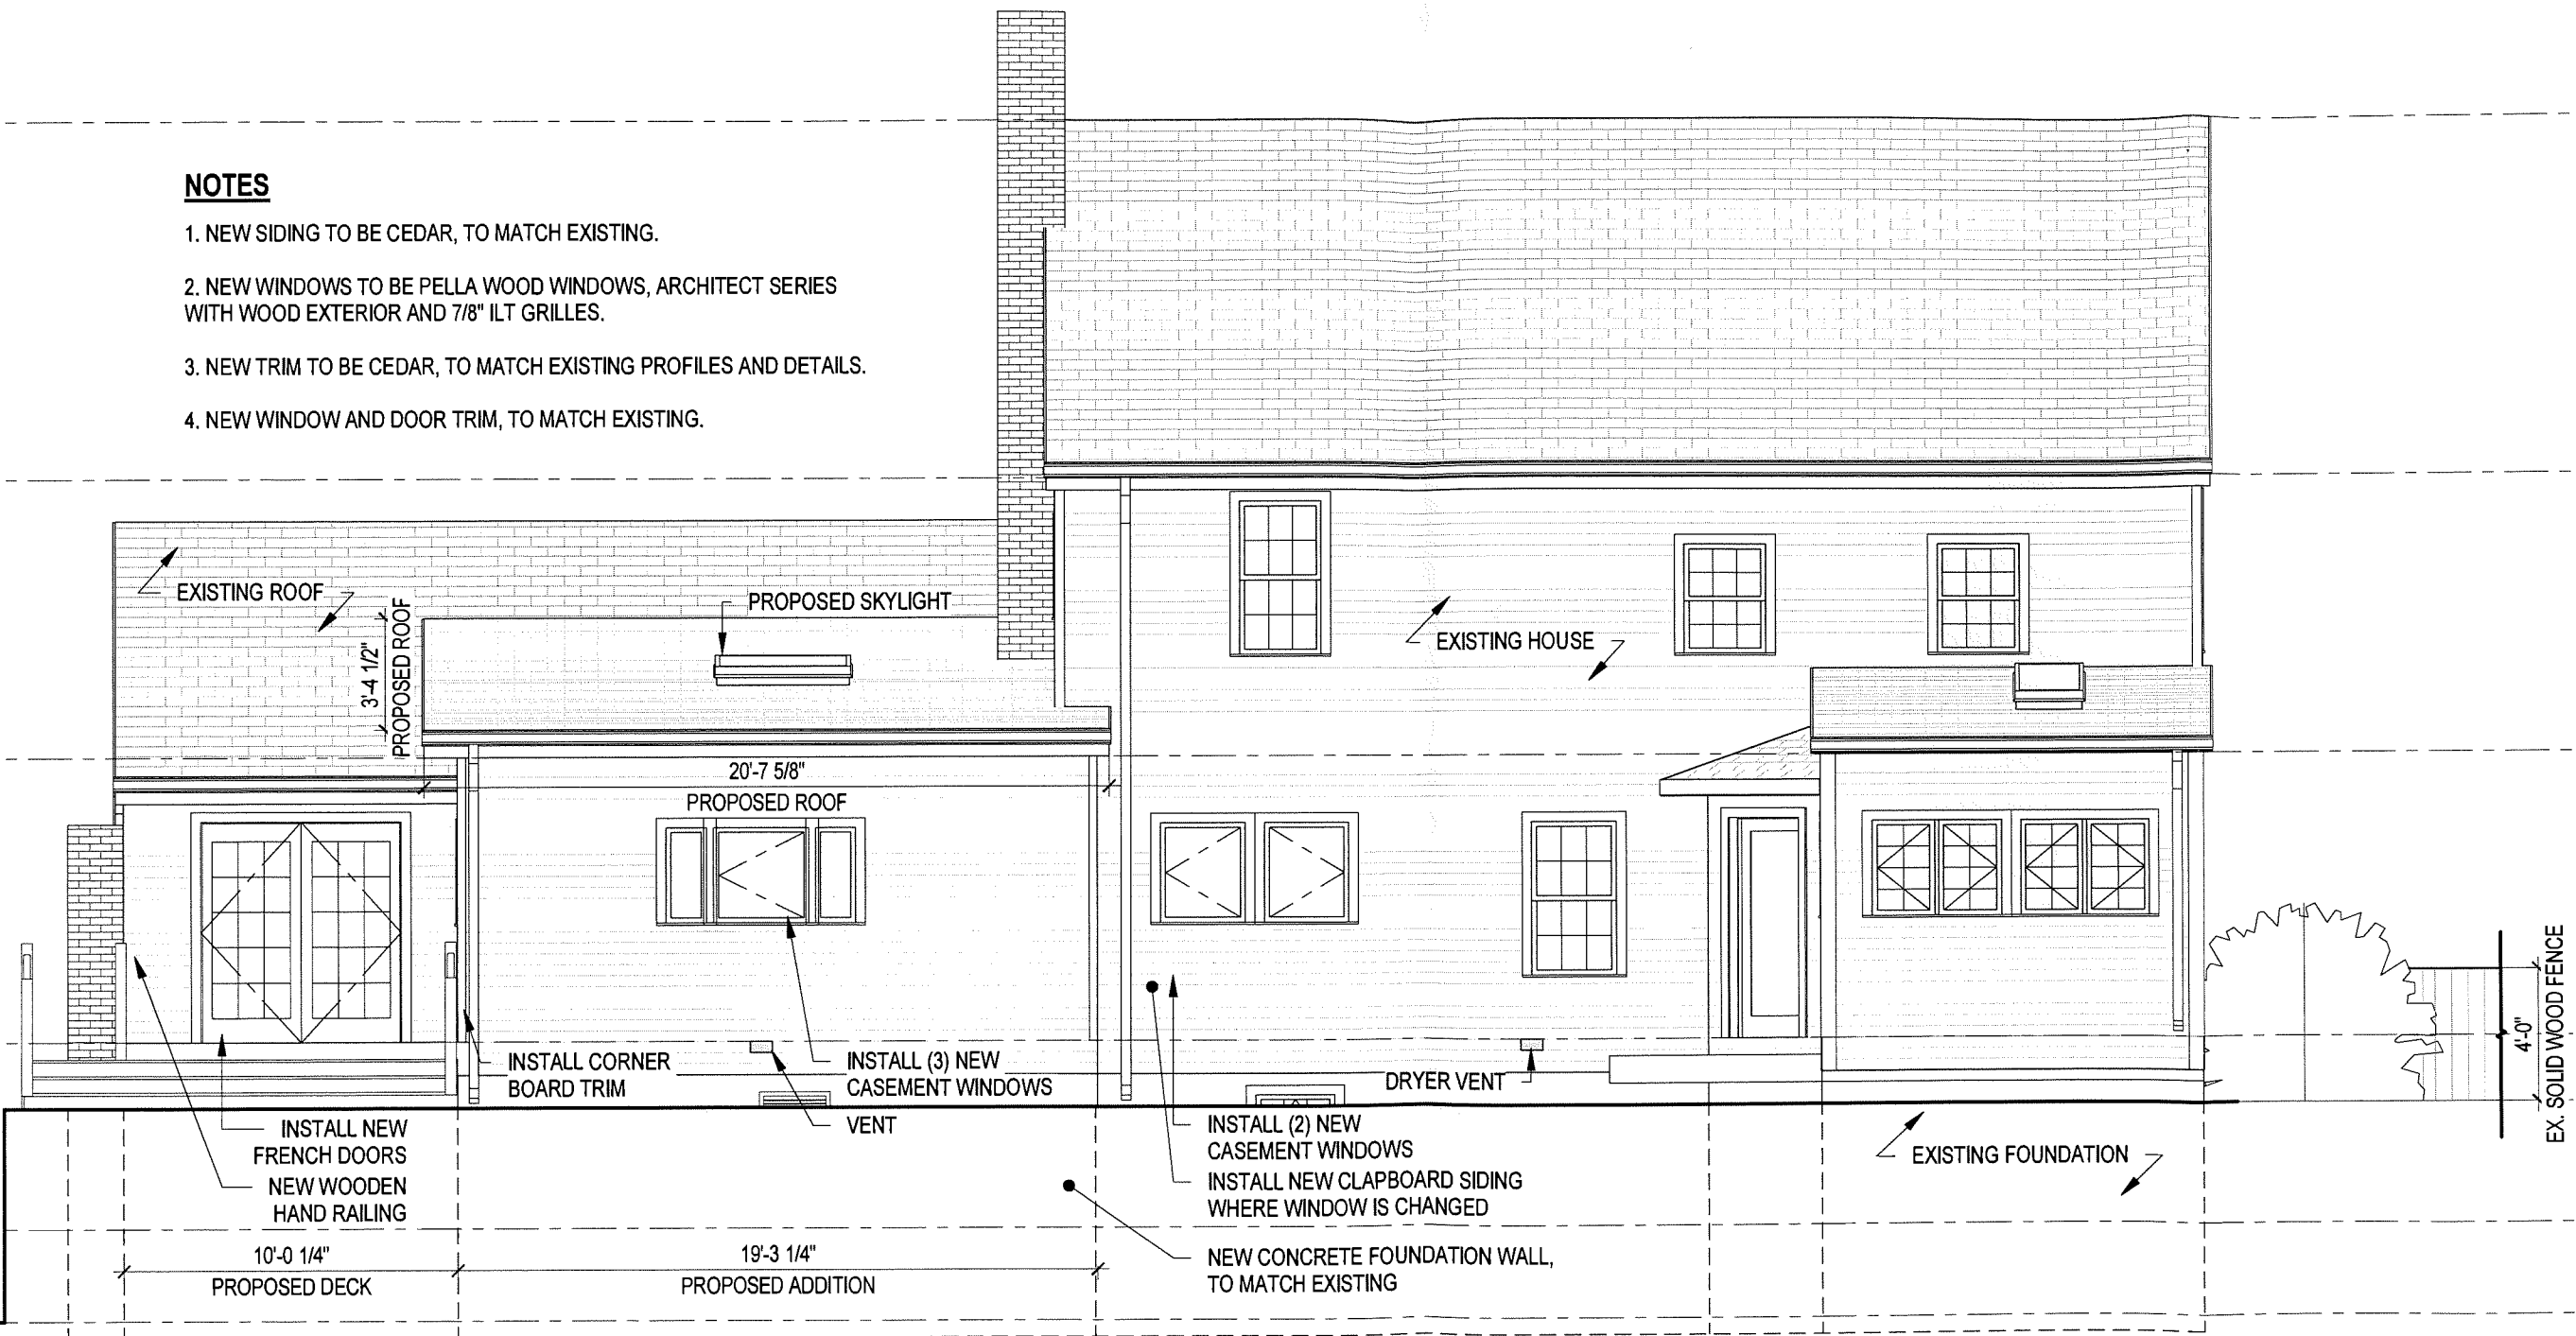 NOTES
1. NEW SIDING TO BE CEDAR, TO MATCH EXISTING.
2. NEW WINDOWS TO BE PELLA WOOD WINDOWS, ARCHITECT SERIES
WITH WOOD EXTERIOR AND 7/8" ILT GRILLES.
3. NEW TRIM TO BE CEDAR, TO MATCH EXISTING PROFILES AND DETAILS.
4. NEW WINDOW AND DOOR TRIM, TO MATCH EXISTING.
EXISTING ROOF
3'-4 1/2"
PROPOSED ROOF
PROPOSED SKYLIGHT
EXISTING HOUSE
20'-7 5/8"
PROPOSED ROOF
INSTALL CORNER
BOARD TRIM
INSTALL (3) NEW
CASEMENT WINDOWS
VENT
DRYER VENT
INSTALL NEW
FRENCH DOORS
NEW WOODEN
HAND RAILING
INSTALL (2) NEW
CASEMENT WINDOWS
INSTALL NEW CLAPBOARD SIDING
WHERE WINDOW IS CHANGED
EXISTING FOUNDATION
4'-0"
EX. SOLID WOOD FENCE
10'-0 1/4"
PROPOSED DECK
19'-3 1/4"
PROPOSED ADDITION
NEW CONCRETE FOUNDATION WALL,
TO MATCH EXISTING